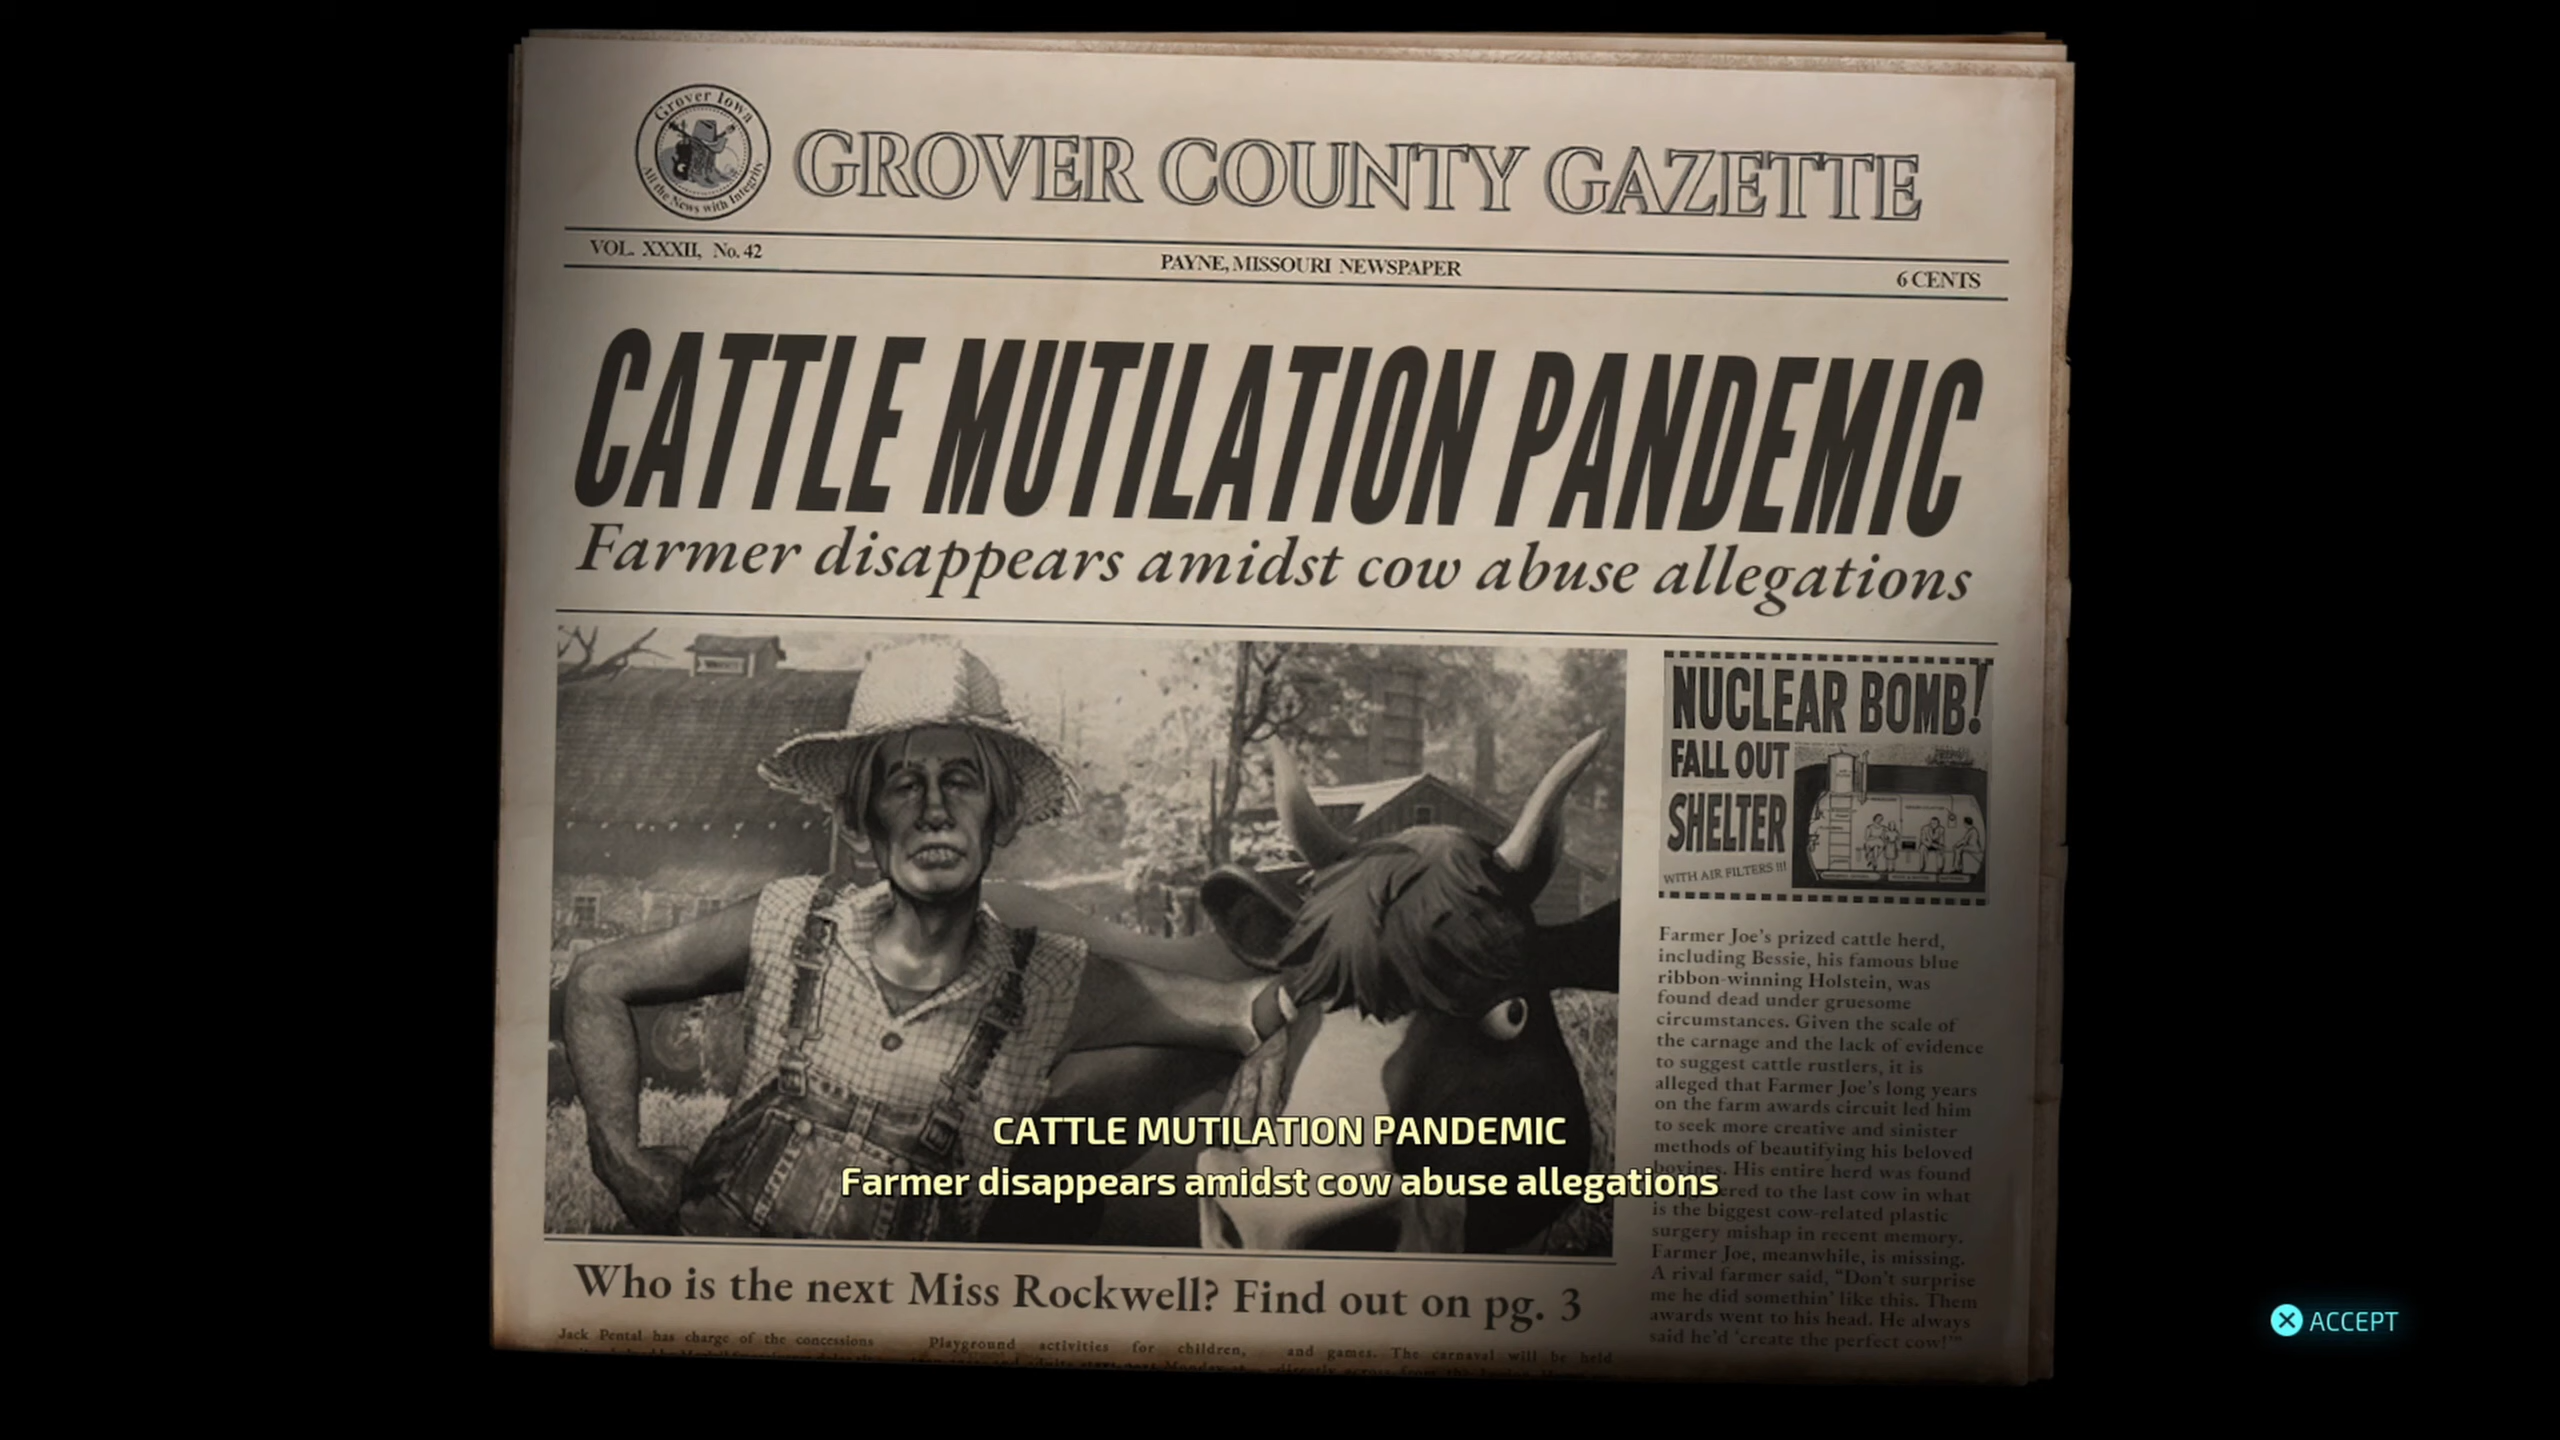 Grover Iowa
All the News with Integrity
GROVER COUNTY GAZETTE
VOL. XXXII, No. 42
PAYNE, MISSOURI NEWSPAPER
6 CENTS
CATTLE MUTILATION PANDEMIC
Farmer disappears amidst cow abuse allegations
NUCLEAR BOMB!
FALL OUT
SHELTER
WITH AIR FILTERS !!!
Farmer Joe's prized cattle herd,
including Bessie, his famous blue
ribbon-winning Holstein, was
found dead under gruesome
circumstances. Given the scale of
the carnage and the lack of evidence
to suggest cattle rustlers, it is
alleged that Farmer Joe's long years
on the farm awards circuit led him
to seek more creative and sinister
methods of beautifying his beloved
bovines. His entire herd was found
to the last cow in what
is the biggest cow-related plastic
surgery mishap in recent memory.
Farmer Joe, meanwhile, is missing.
A rival farmer said, "Don't surprise
me he did somethin' like this. Them
awards went to his head. He always
said he'd 'create the perfect cow!'"
CATTLE MUTILATION PANDEMIC
Farmer disappears amidst cow abuse allegations
Who is the next Miss Rockwell? Find out on pg. 3
Jack Pental has charge of the concessions
Playground activities for children,
and games. The carnaval will be held
ACCEPT